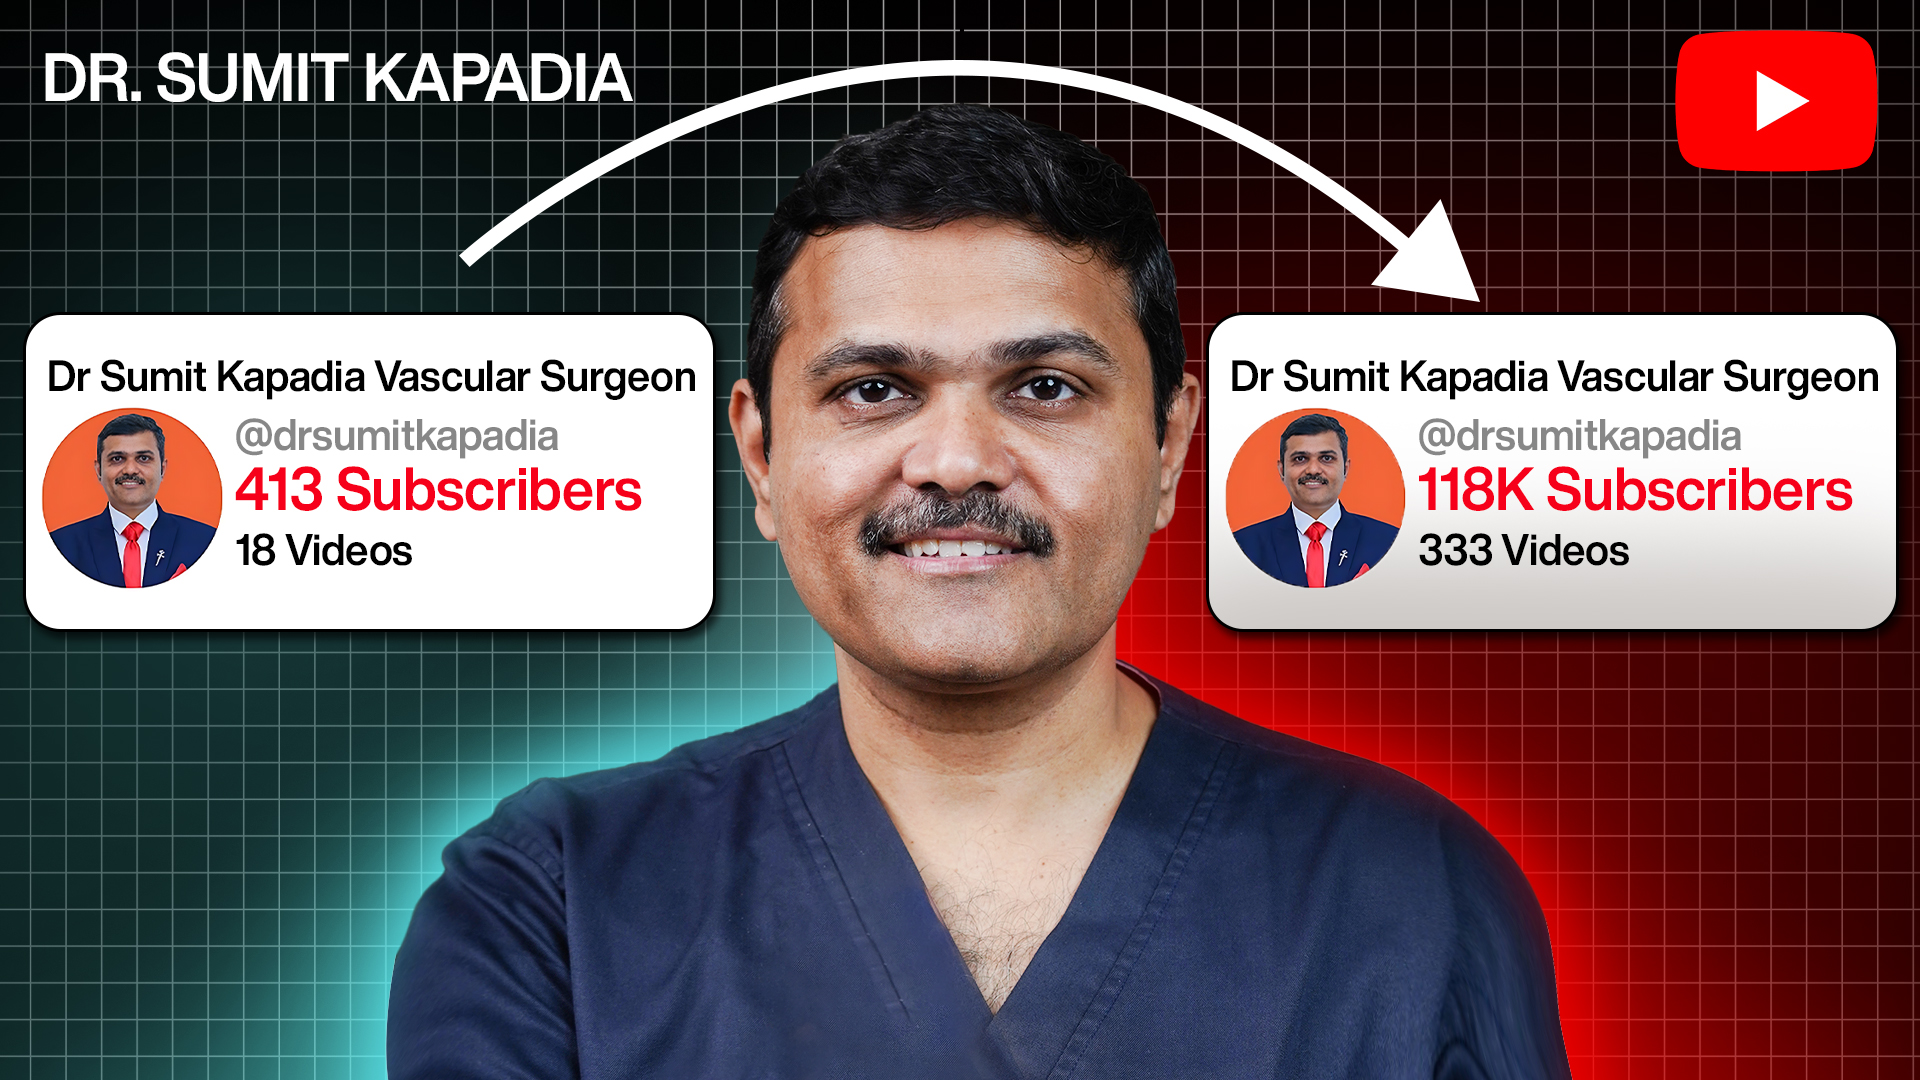 DR. SUMIT KAPADIA
Dr Sumit Kapadia Vascular Surgeon
@drsumitkapadia
413 Subscribers
18 Videos
Dr Sumit Kapadia Vascular Surgeon
@drsumitkapadia
118K Subscribers
333 Videos